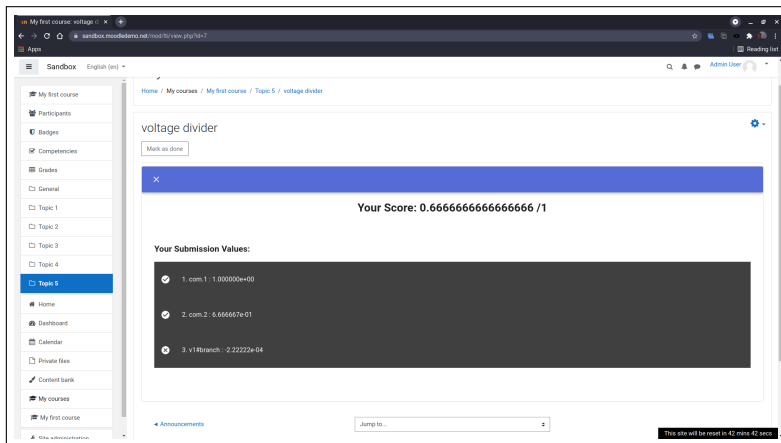 in My first course: voltage d
sandbox.moodledemo.net/mod/lti/view.php?id=7
Apps
Reading list
Sandbox English (en)
Admin User
My first course
Participants
Badges
Competencies
Grades
General
Topic 1
Topic 2
Topic 3
Topic 4
Topic 5
Home
Dashboard
Calendar
Private files
Content bank
My courses
My first course
Site administration
Home / My courses / My first course / Topic 5 / voltage divider
voltage divider
Mark as done
Your Score: 0.6666666666666666 /1
Your Submission Values:
1. com.1 : 1.000000e+00
2. com.2 : 6.666667e-01
3. v1#branch : -2.22222e-04
◄ Announcements
Jump to...
This site will be reset in 42 mins 42 secs